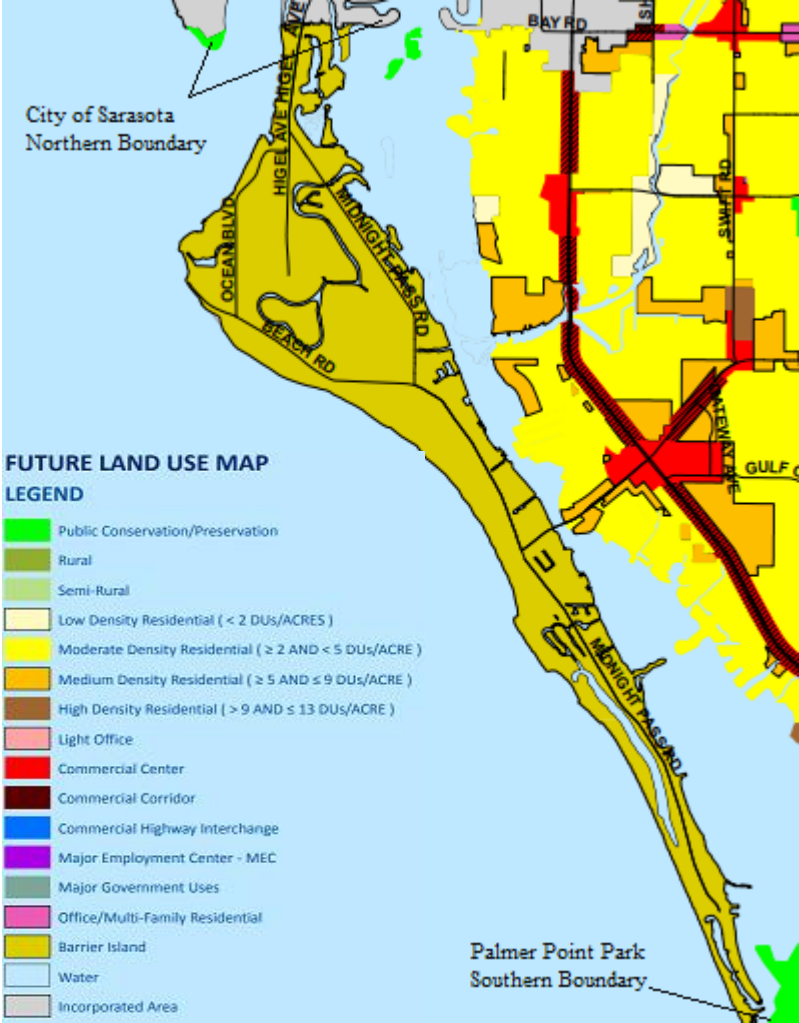 HIGEL AVE
BAY RD
SH
City of Sarasota
Northern Boundary
HIGEL AVE
SWIFT RD
MIDNIGHT PASS RD
OCEAN BLVD
BEACH RD
GATEWAY AVE
FUTURE LAND USE MAP
GULF
LEGEND
Public Conservation/Preservation
Rural
Semi-Rural
Low Density Residential ( < 2 DUs/ACRES )
Moderate Density Residential ( ≥ 2 AND < 5 DUs/ACRE )
Medium Density Residential ( ≥ 5 AND ≤ 9 DUs/ACRE )
High Density Residential ( > 9 AND ≤ 13 DUs/ACRE )
MIDNIGHT PASS RD
Light Office
Commercial Center
Commercial Corridor
Commercial Highway Interchange
Major Employment Center - MEC
Major Government Uses
Office/Multi-Family Residential
Barrier Island
Palmer Point Park
Southern Boundary
Water
Incorporated Area